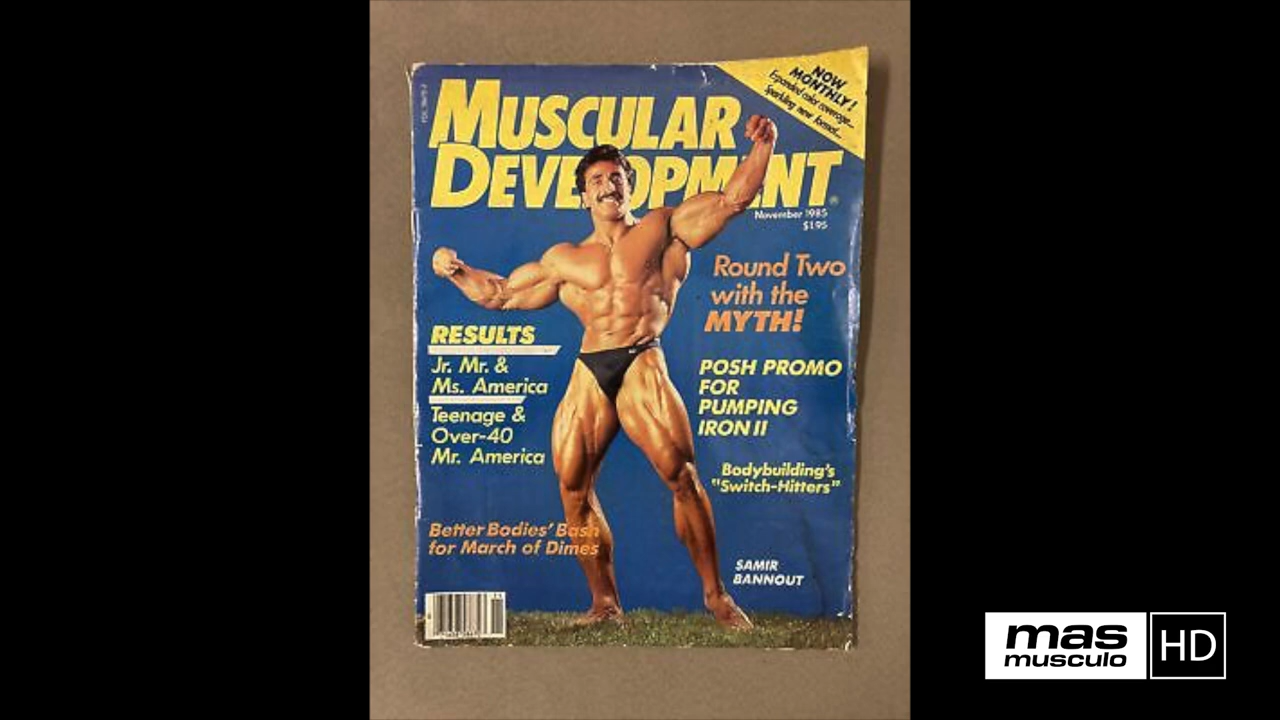 NOW
MONTHLY!
Expanded color coverage...
Sparkling new format...
MUSCULAR
DEVELOPMENT
November 1985
$1.95
Round Two
with the
MYTH!
RESULTS
Jr. Mr. &
Ms. America
Teenage &
Over-40
Mr. America
POSH PROMO
FOR
PUMPING
IRON II
Bodybuilding's
"Switch-Hitters"
Better Bodies' Bash
for March of Dimes
SAMIR
BANNOUT
mas
musculo
HD